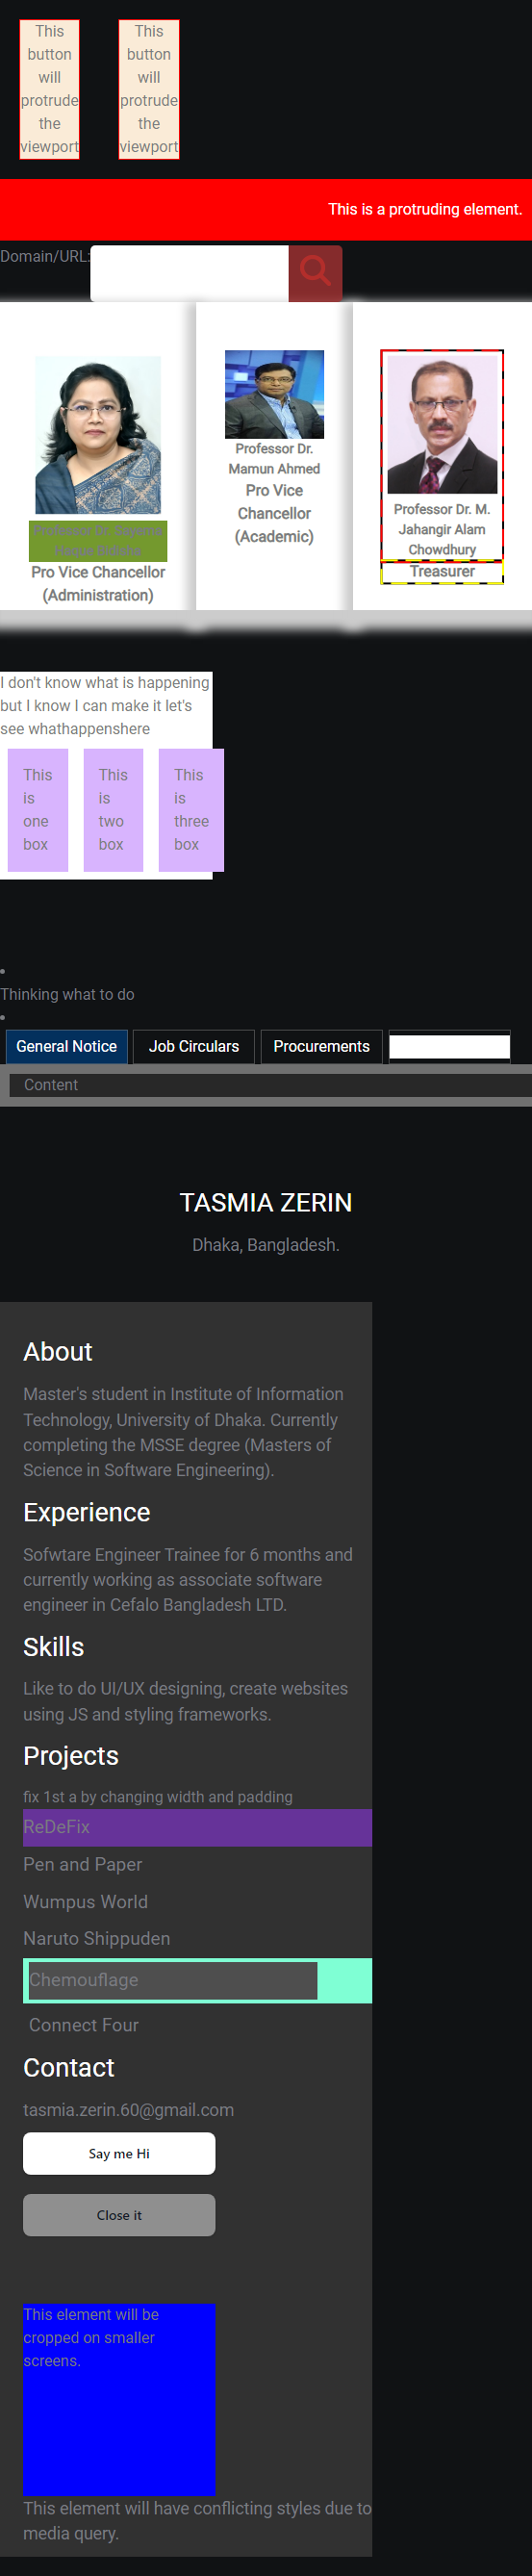 This
button
will
protrude
the
viewport
This
button
will
protrude
the
viewport
This is a protruding element.
Domain/URL:
Professor Dr. Sayema
Haque Bidisha
Pro Vice Chancellor
(Administration)
Professor Dr.
Mamun Ahmed
Pro Vice
Chancellor
(Academic)
Professor Dr. M.
Jahangir Alam
Chowdhury
Treasurer
I don't know what is happening
but I know I can make it let's
see whathappenshere
This
is
one
box
This
is
two
box
This
is
three
box
Thinking what to do
General Notice
Job Circulars
Procurements
Content
TASMIA ZERIN
Dhaka, Bangladesh.
About
Master's student in Institute of Information
Technology, University of Dhaka. Currently
completing the MSSE degree (Masters of
Science in Software Engineering).
Experience
Sofwtare Engineer Trainee for 6 months and
currently working as associate software
engineer in Cefalo Bangladesh LTD.
Skills
Like to do UI/UX designing, create websites
using JS and styling frameworks.
Projects
fix 1st a by changing width and padding
ReDeFix
Pen and Paper
Wumpus World
Naruto Shippuden
Chemouflage
Connect Four
Contact
tasmia.zerin.60@gmail.com
Say me Hi
Close it
This element will be
cropped on smaller
screens.
This element will have conflicting styles due to
media query.